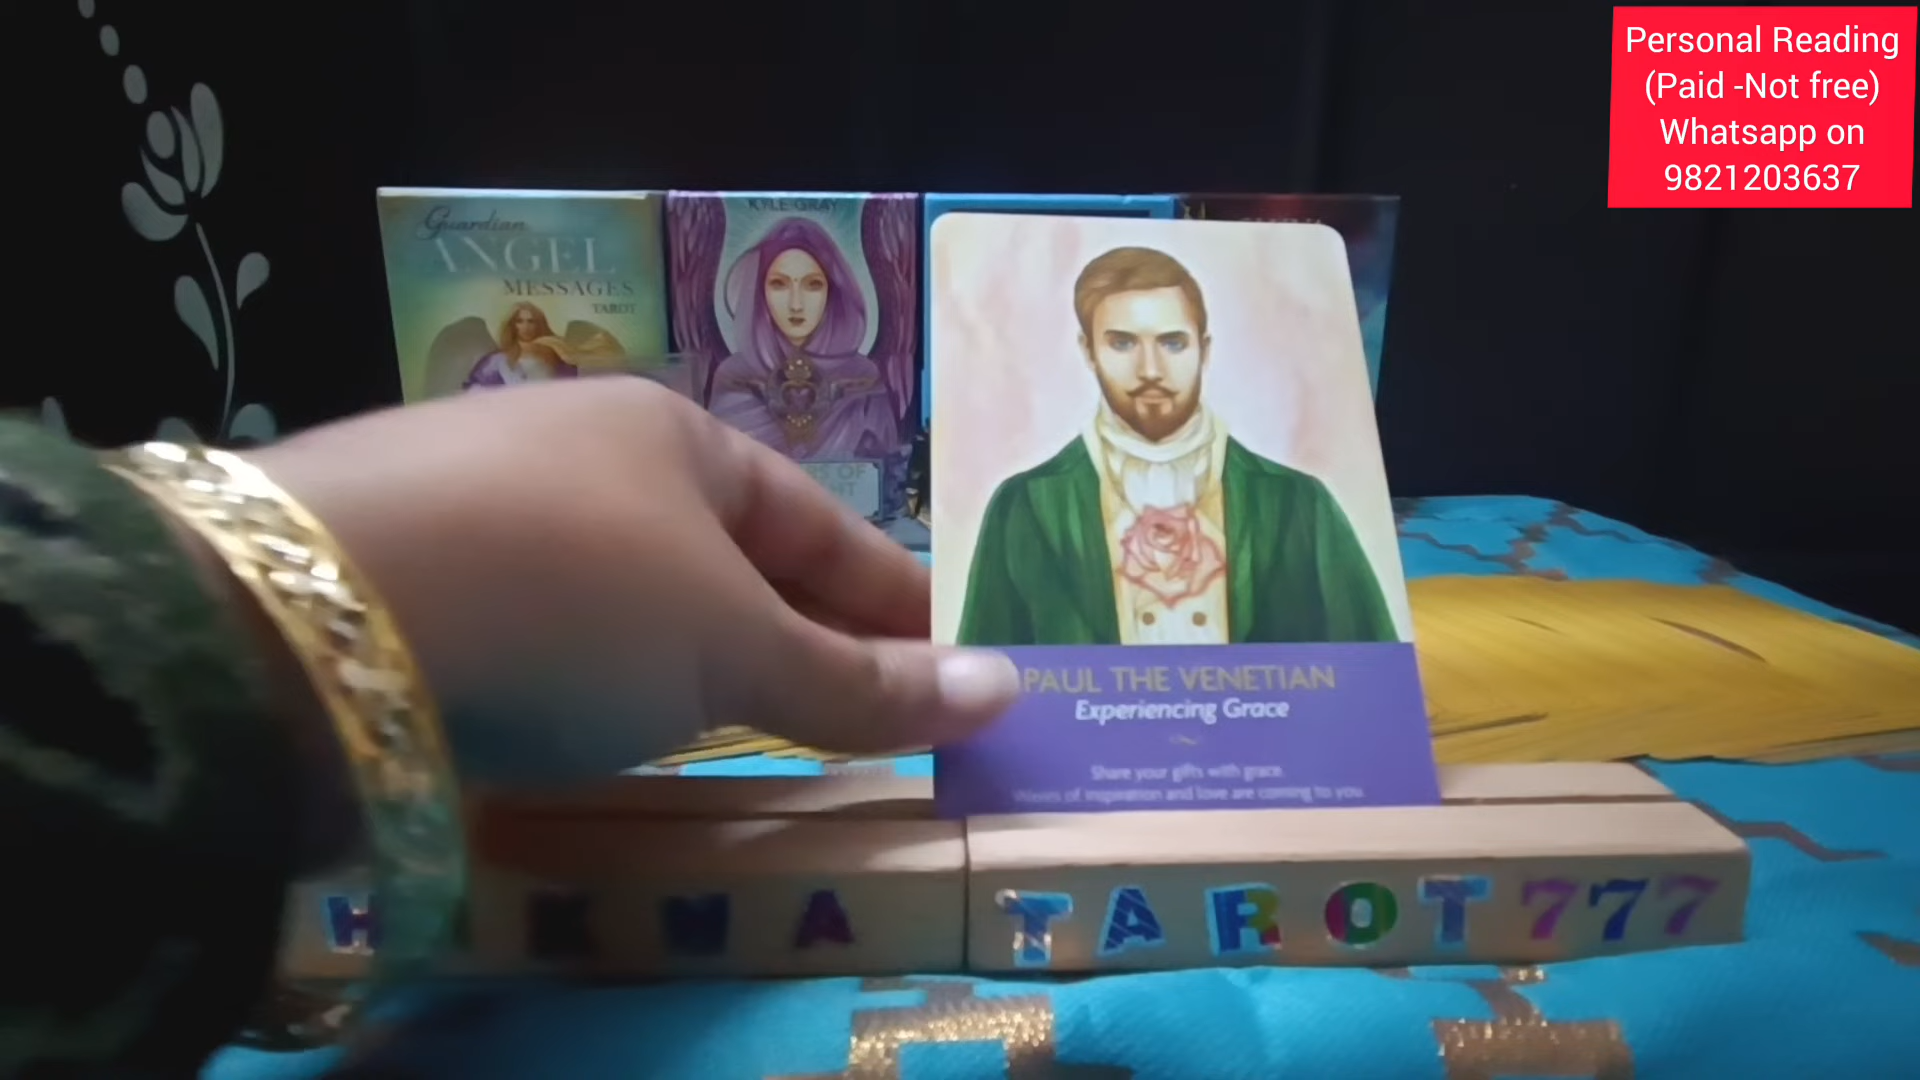 Personal Reading
(Paid -Not free)
Whatsapp on
9821203637
Guardian
ANGEL
MESSAGES
TAROT
KYLE GRAY
OF
PAUL THE VENETIAN
Experiencing Grace
Share your gifts with grace.
Waves of inspiration and love are coming to you.
H
M A
TAROT 777